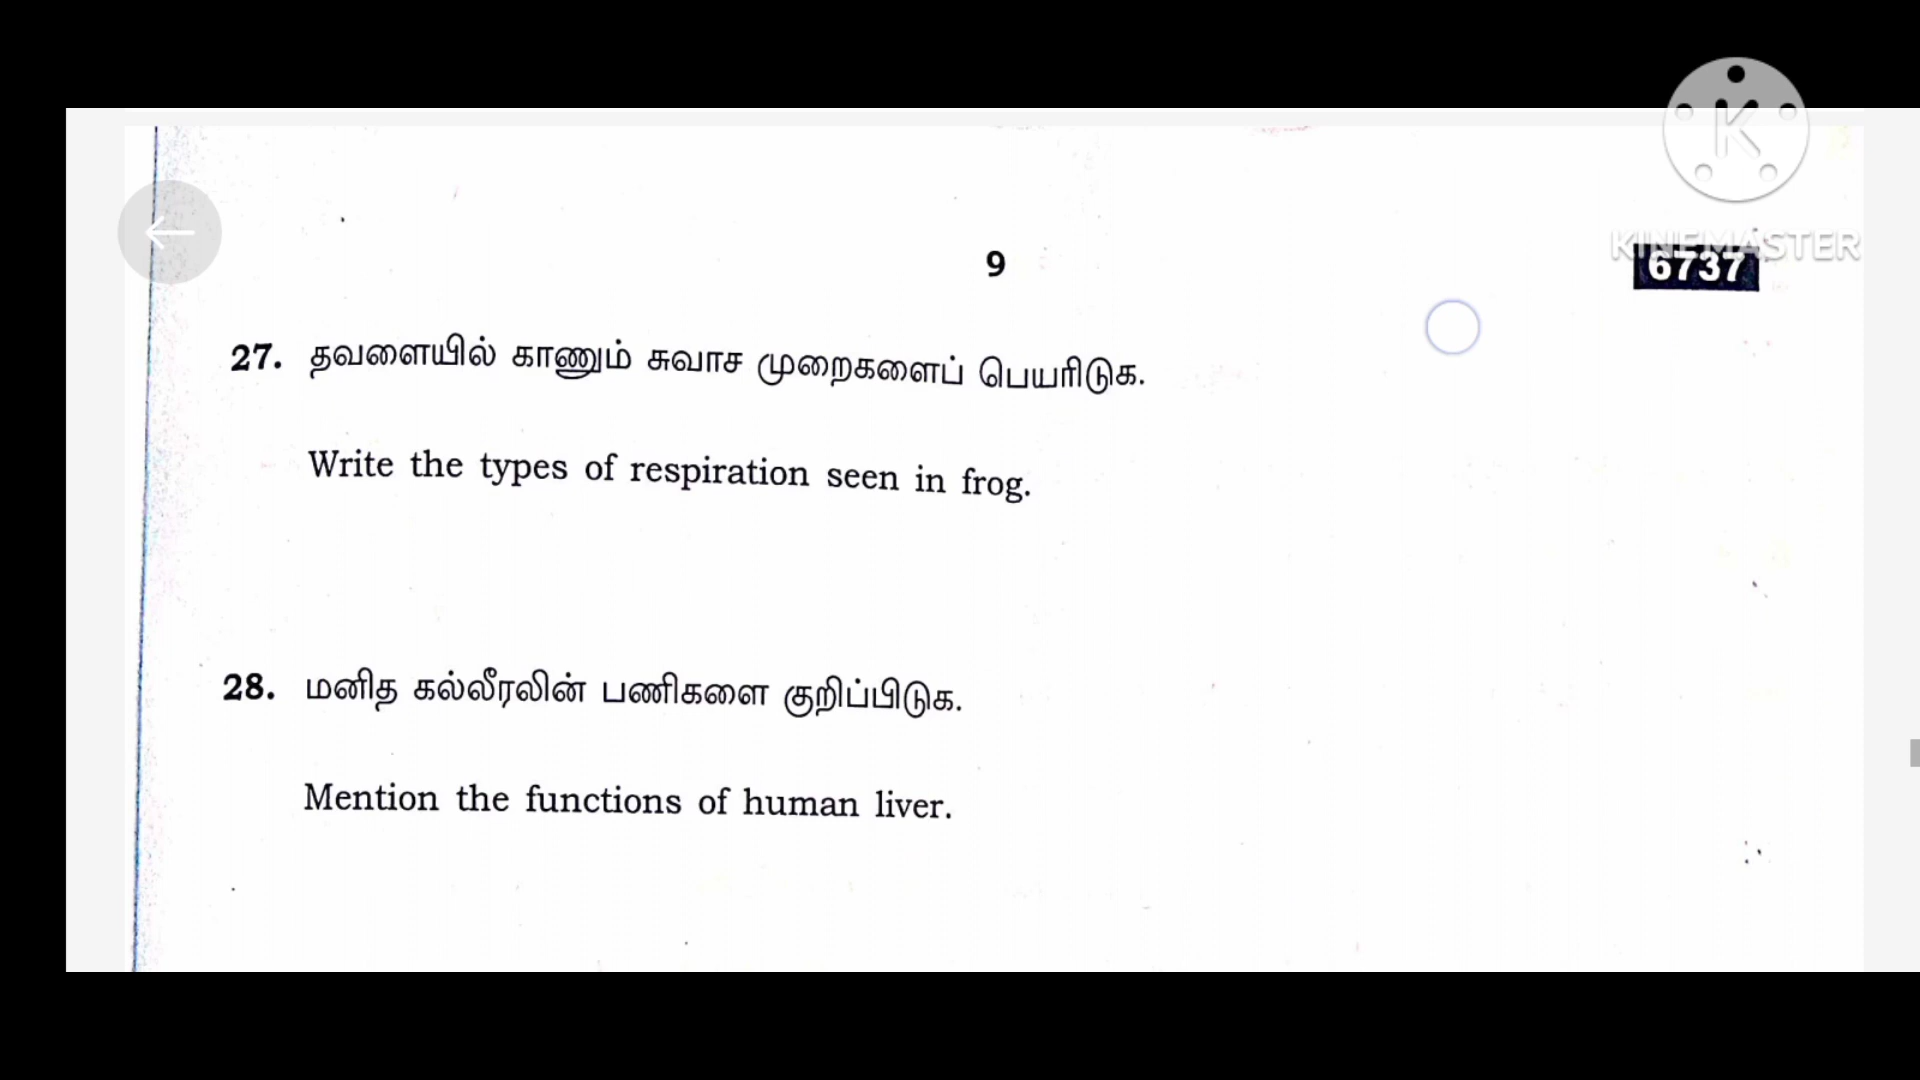 K
KINEMASTER
9
6737
27. தவளையில் காணும் சுவாச முறைகளைப் பெயரிடுக.
Write the types of respiration seen in frog.
28. மனித கல்லீரலின் பணிகளை குறிப்பிடுக.
Mention the functions of human liver.